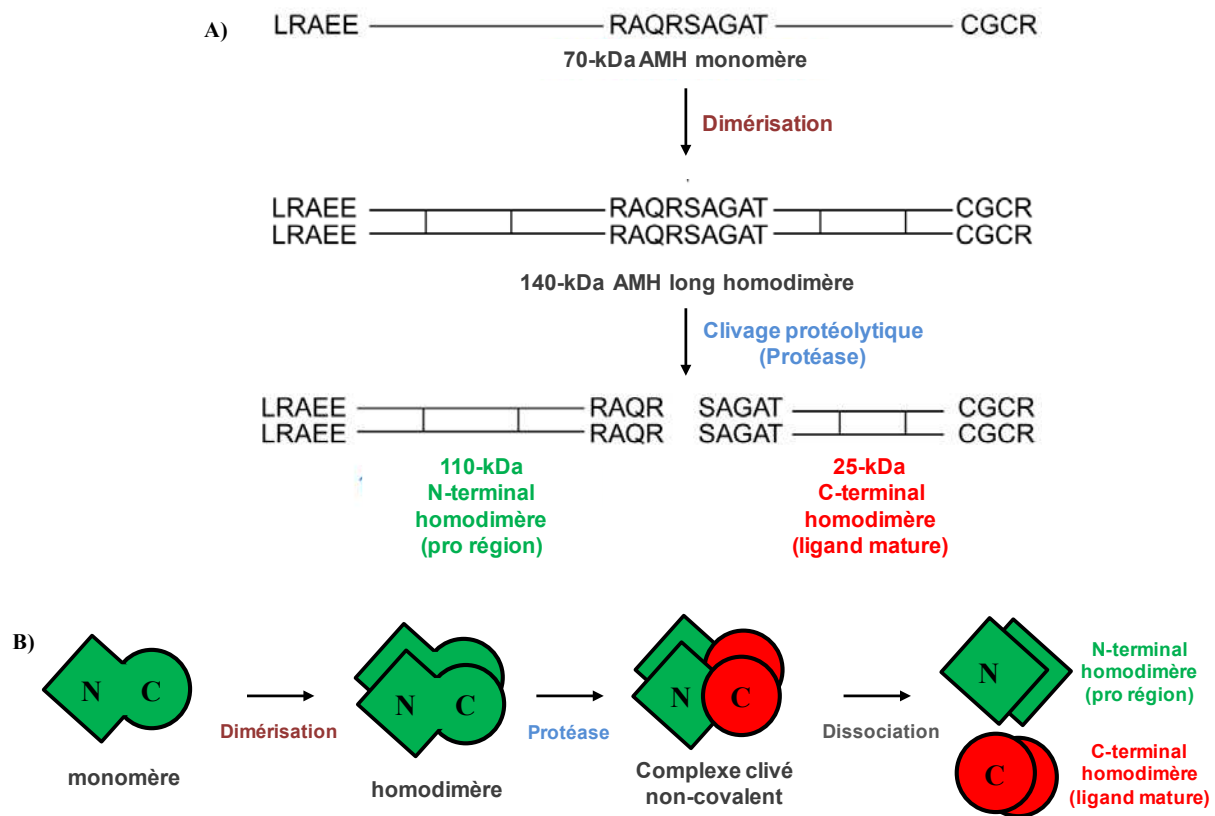 A)
LRAEE RAQRSAGAT CGCR
70-kDa AMH monomère
Dimérisation
LRAEE RAQRSAGAT CGCR
LRAEE RAQRSAGAT CGCR
140-kDa AMH long homodimère
Clivage protéolytique
(Protéase)
LRAEE RAQR SAGAT CGCR
LRAEE RAQR SAGAT CGCR
110-kDa
N-terminal
homodimère
(pro région)
25-kDa
C-terminal
homodimère
(ligand mature)
B)
N C
monomère
Dimérisation
N C
homodimère
Protéase
N C
Complexe clivé
non-covalent
Dissociation
N
N-terminal
homodimère
(pro région)
C
C-terminal
homodimère
(ligand mature)